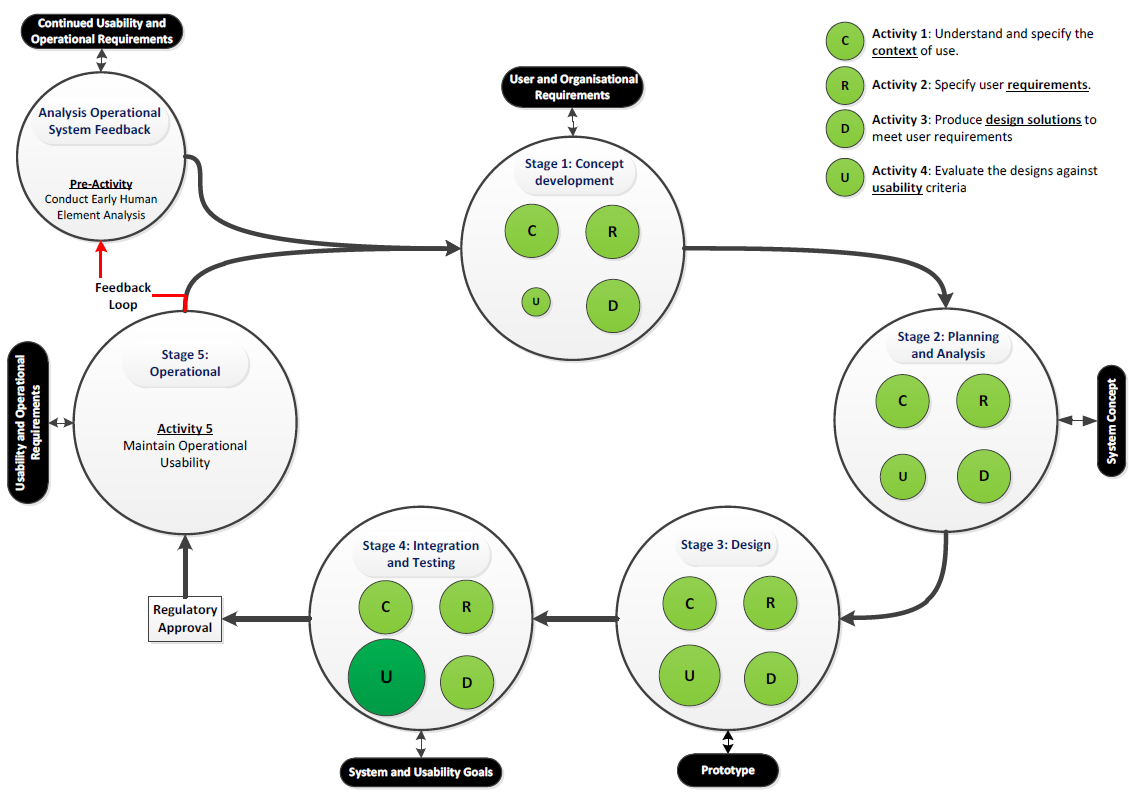 Continued Usability and
Operational Requirements
Analysis Operational
System Feedback
Pre-Activity
Conduct Early Human
Element Analysis
Feedback
Loop
User and Organisational
Requirements
Stage 1: Concept
development
C
R
U
D
C
Activity 1: Understand and specify the
context of use.
R
Activity 2: Specify user requirements.
D
Activity 3: Produce design solutions to
meet user requirements
U
Activity 4: Evaluate the designs against
usability criteria
Stage 2: Planning
and Analysis
C
R
U
D
System Concept
Stage 3: Design
C
R
U
D
Prototype
Stage 4: Integration
and Testing
C
R
U
D
System and Usability Goals
Regulatory
Approval
Stage 5:
Operational
Activity 5
Maintain Operational
Usability
Usability and Operational
Requirements